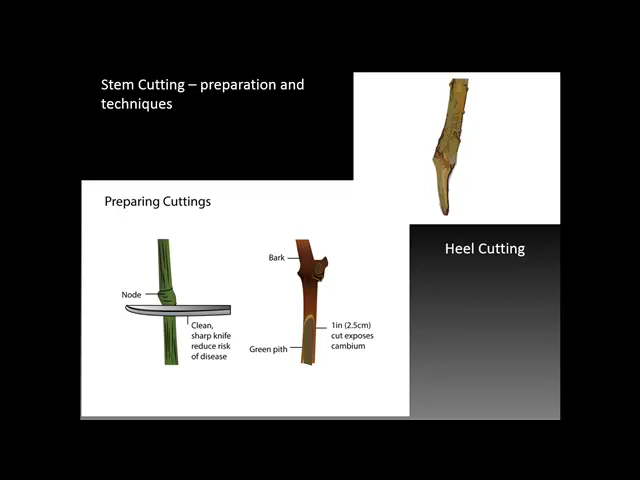 Stem Cutting – preparation and
techniques
Preparing Cuttings
Heel Cutting
Node
Clean,
sharp knife
reduce risk
of disease
Bark
1in (2.5cm)
cut exposes
cambium
Green pith